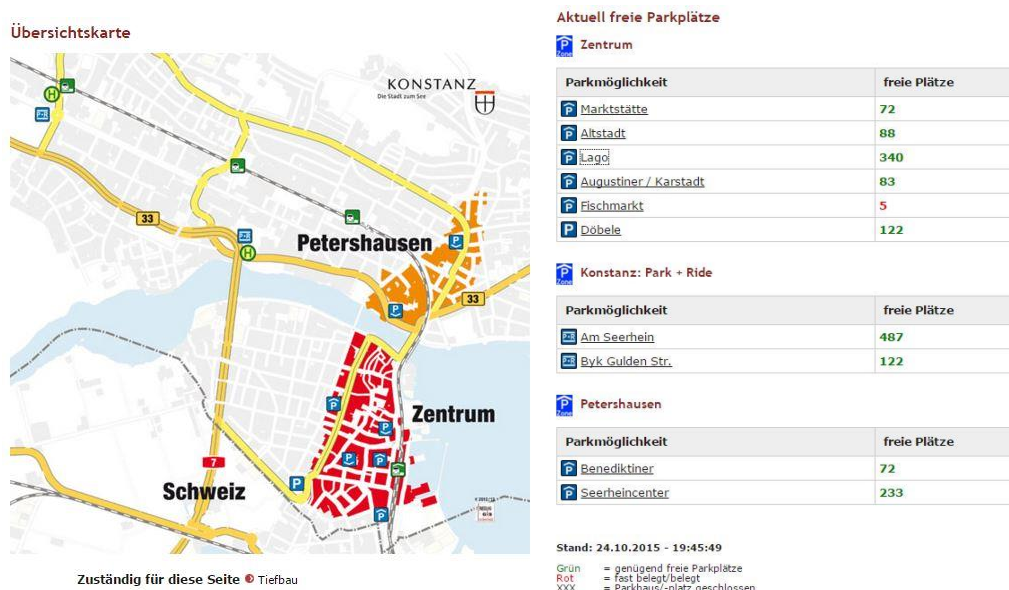 Übersichtskarte
KONSTANZ
Die Stadt zum See
H
P+R
33
P+R
H
Petershausen
P
33
P
P
Zentrum
P
P
P
7
P
Schweiz
P
Zuständig für diese Seite Tiefbau
Aktuell freie Parkplätze
P Zone Zentrum
Parkmöglichkeit freie Plätze
P Marktstätte 72
P Altstadt 88
P Lago 340
P Augustiner / Karstadt 83
P Fischmarkt 5
P Döbele 122
P Zone Konstanz: Park + Ride
Parkmöglichkeit freie Plätze
P+R Am Seerhein 487
P+R Byk Gulden Str. 122
P Zone Petershausen
Parkmöglichkeit freie Plätze
P Benediktiner 72
P Seerheincenter 233
Stand: 24.10.2015 - 19:45:49
Grün = genügend freie Parkplätze
Rot = fast belegt/belegt
XXX = Parkhaus/-platz geschlossen